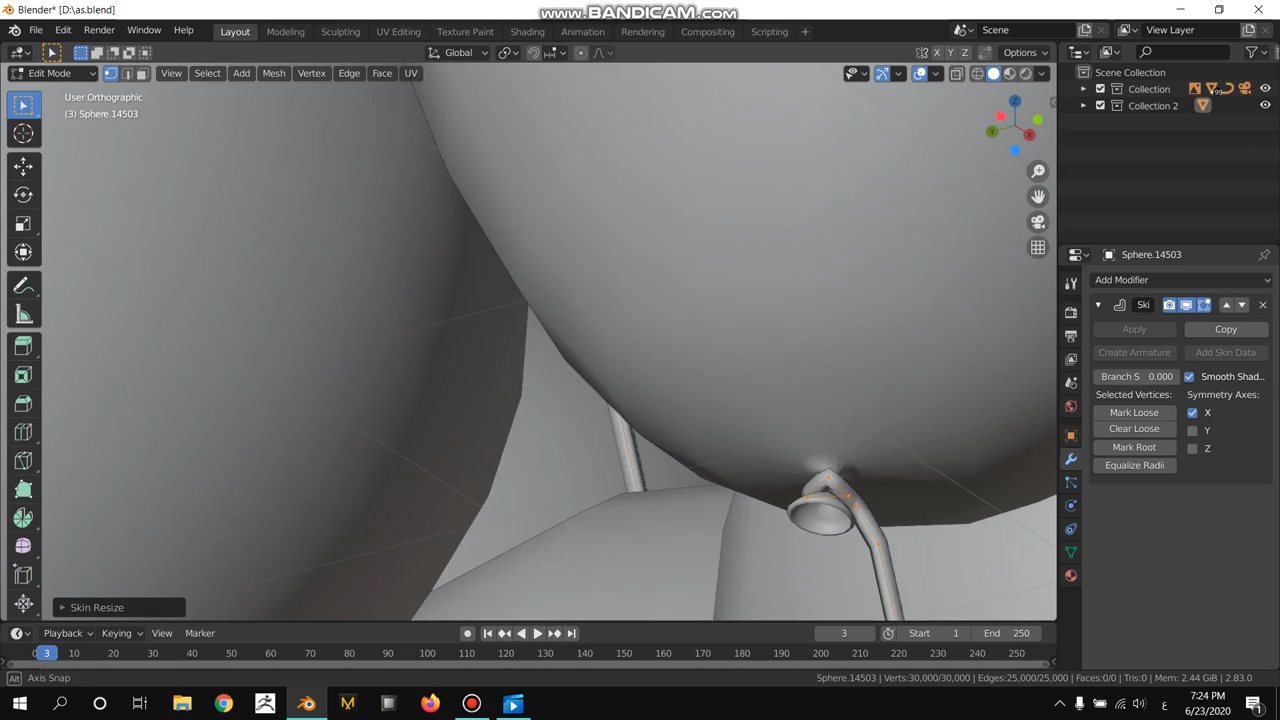 Blender* [D:\as.blend]
www.BANDICAM.com
File Edit Render Window Help
Layout Modeling Sculpting UV Editing Texture Paint Shading Animation Rendering Compositing Scripting
Scene
View Layer
Global
X Y Z
Options
Edit Mode View Select Add Mesh Vertex Edge Face UV
User Orthographic
(3) Sphere.14503
Z
Y
X
Scene Collection
Collection
Collection 2
Sphere.14503
Add Modifier
Ski
Apply Copy
Create Armature Add Skin Data
Branch S 0.000 Smooth Shad...
Selected Vertices: Symmetry Axes:
Mark Loose X
Clear Loose Y
Mark Root Z
Equalize Radii
Skin Resize
Playback Keying View Marker
3 Start 1 End 250
3 10 20 30 40 50 60 70 80 90 100 110 120 130 140 150 160 170 180 190 200 210 220 230 240 250
Alt Axis Snap
Sphere.14503 | Verts:30,000/30,000 | Edges:25,000/25,000 | Faces:0/0 | Tris:0 | Mem: 2.44 GiB | 2.83.0
7:24 PM
ع
6/23/2020
1